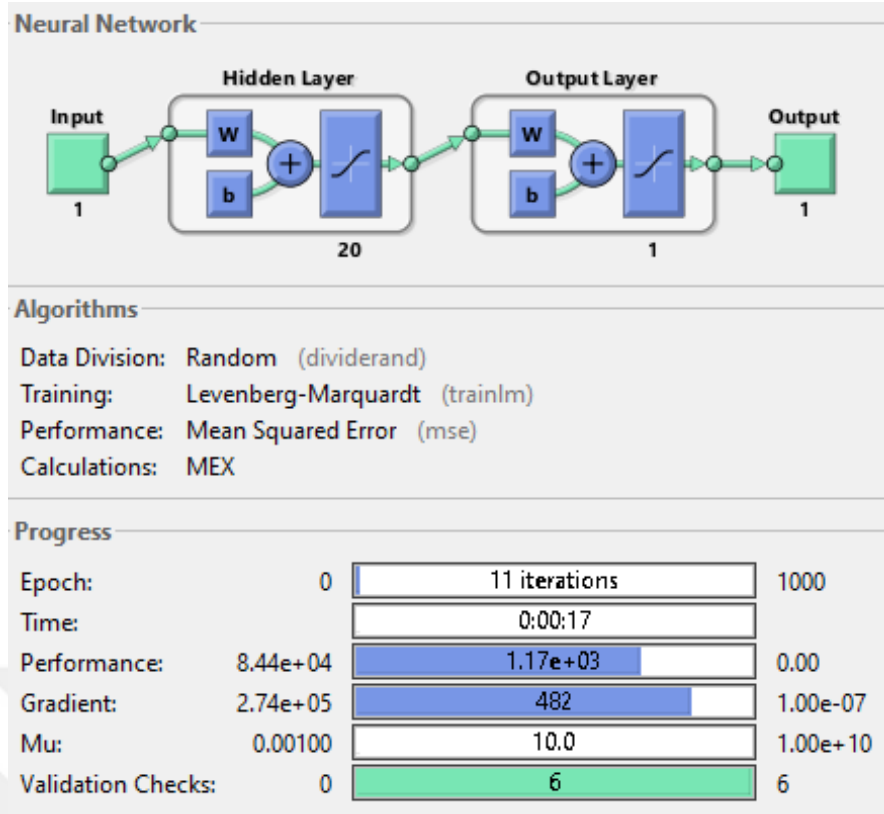 Neural Network
Hidden Layer Output Layer
Input Output
W W
+ +
b b
1 1
20 1
Algorithms
Data Division: Random (dividerand)
Training: Levenberg-Marquardt (trainlm)
Performance: Mean Squared Error (mse)
Calculations: MEX
Progress
Epoch: 0 11 iterations 1000
Time: 0:00:17
Performance: 8.44e+04 1.17e+03 0.00
Gradient: 2.74e+05 482 1.00e-07
Mu: 0.00100 10.0 1.00e+10
Validation Checks: 0 6 6